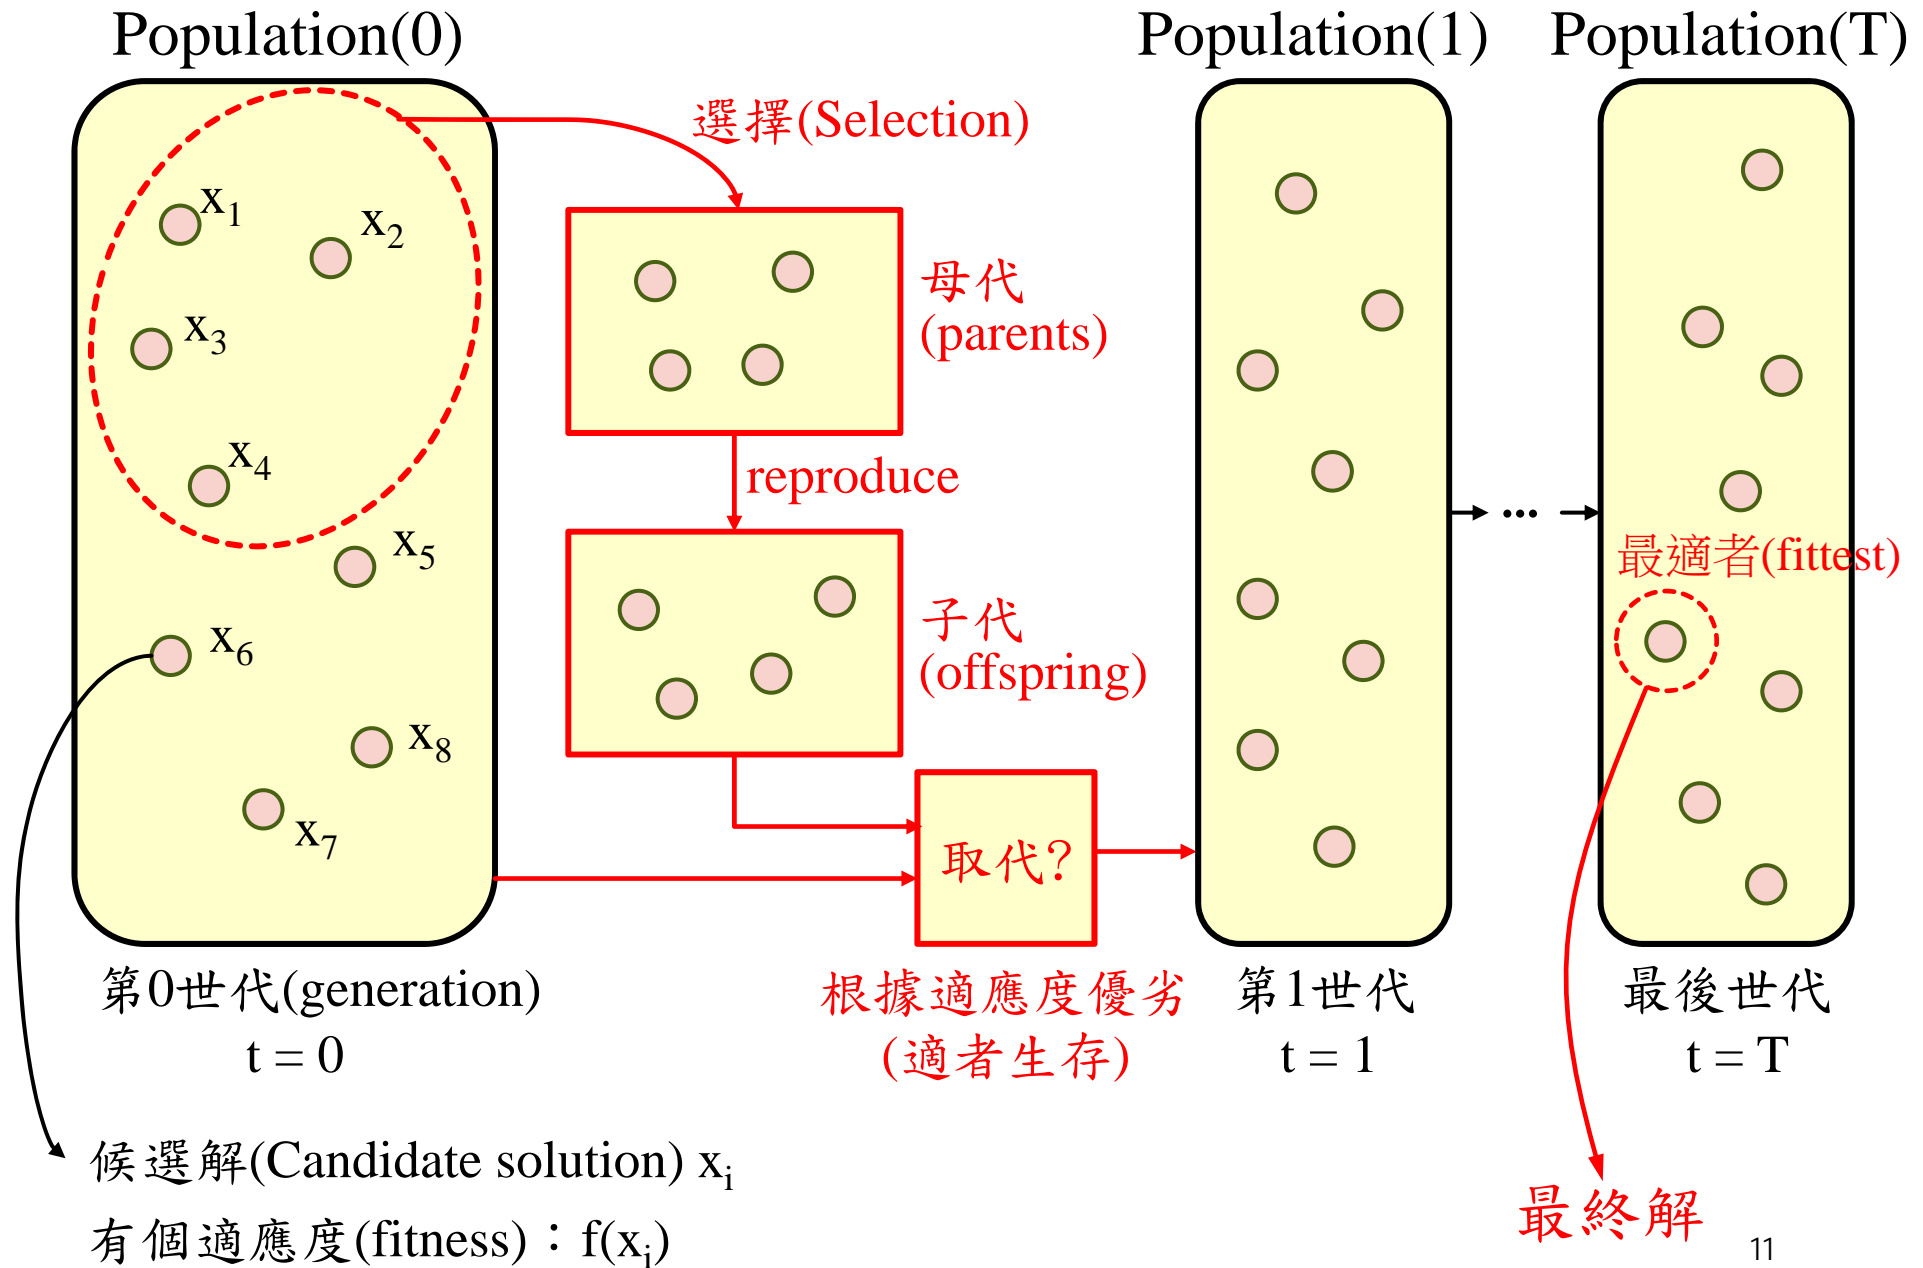 Population(0)
Population(1)
Population(T)
選擇(Selection)
x1
x2
x3
x4
x5
x6
x8
x7
母代
(parents)
reproduce
子代
(offspring)
取代?
...
最適者(fittest)
第0世代(generation)
t = 0
根據適應度優劣
(適者生存)
第1世代
t = 1
最後世代
t = T
候選解(Candidate solution) xi
有個適應度(fitness)：f(xi)
最終解
11